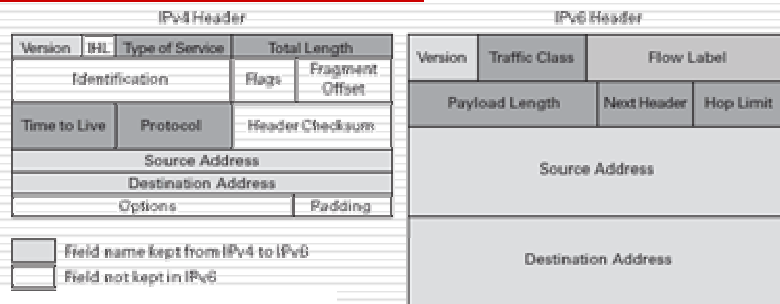 IPv4 Header
Version IHL Type of Service Total Length
Identification Flags Fragment Offset
Time to Live Protocol Header Checksum
Source Address
Destination Address
Options Padding
Field name kept from IPv4 to IPv6
Field not kept in IPv6
IPv6 Header
Version Traffic Class Flow Label
Payload Length Next Header Hop Limit
Source Address
Destination Address